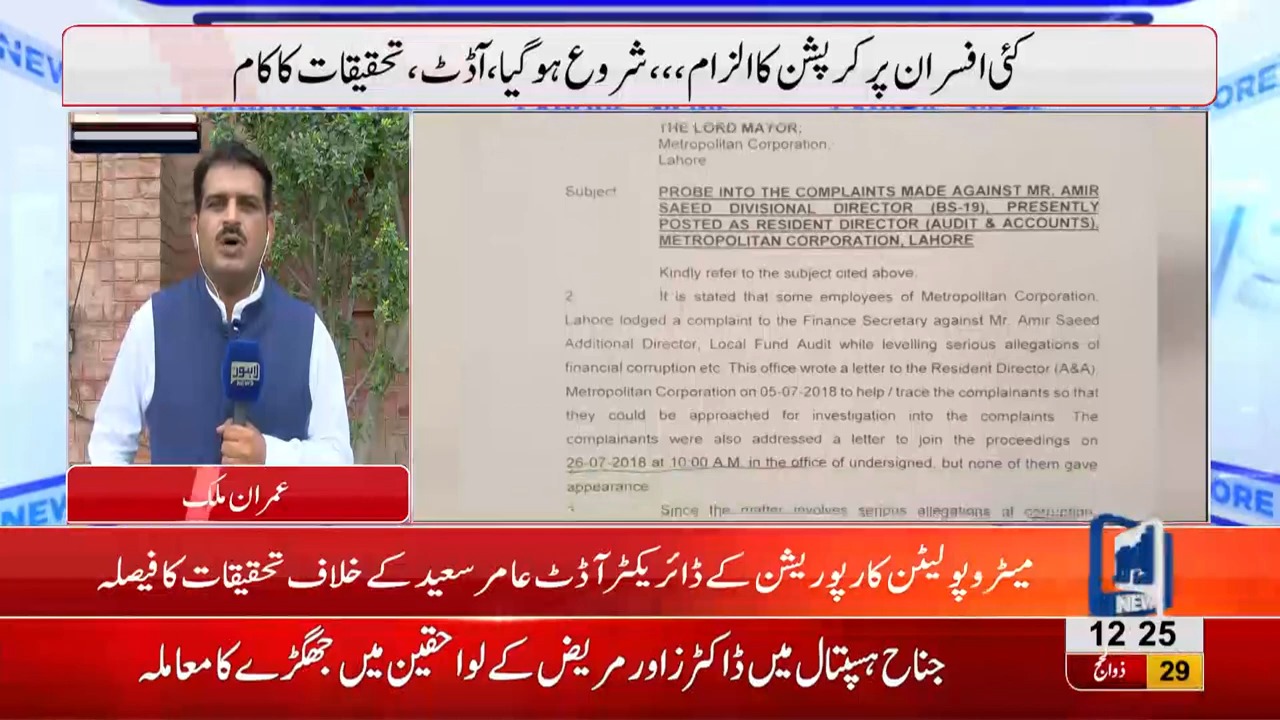 کئی افسران پر کرپشن کا الزام،،،شروع ہوگیا، آڈٹ، تحقیقات کا کام
THE LORD MAYOR,
Metropolitan Corporation,
Lahore
Subject
PROBE INTO THE COMPLAINTS MADE AGAINST MR. AMIR
SAEED DIVISIONAL DIRECTOR (BS-19), PRESENTLY
POSTED AS RESIDENT DIRECTOR (AUDIT & ACCOUNTS),
METROPOLITAN CORPORATION, LAHORE
Kindly refer to the subject cited above.
2 It is stated that some employees of Metropolitan Corporation,
Lahore lodged a complaint to the Finance Secretary against Mr. Amir Saeed
Additional Director, Local Fund Audit while levelling serious allegations of
financial corruption etc. This office wrote a letter to the Resident Director (A&A),
Metropolitan Corporation on 05-07-2018 to help / trace the complainants so that
they could be approached for investigation into the complaints. The
complainants were also addressed a letter to join the proceedings on
26-07-2018 at 10:00 A.M. in the office of undersigned, but none of them gave
appearance
Since the matter involves serious allegations of corruption,
لاہور
NEWS
عمران ملک
میٹروپولیٹن کارپوریشن کے ڈائریکٹر آڈٹ عامر سعید کے خلاف تحقیقات کا فیصلہ
جناح ہسپتال میں ڈاکٹرز اور مریض کے لواحقین میں جھگڑے کا معاملہ
NEWS
12 25
ذوالحج 29